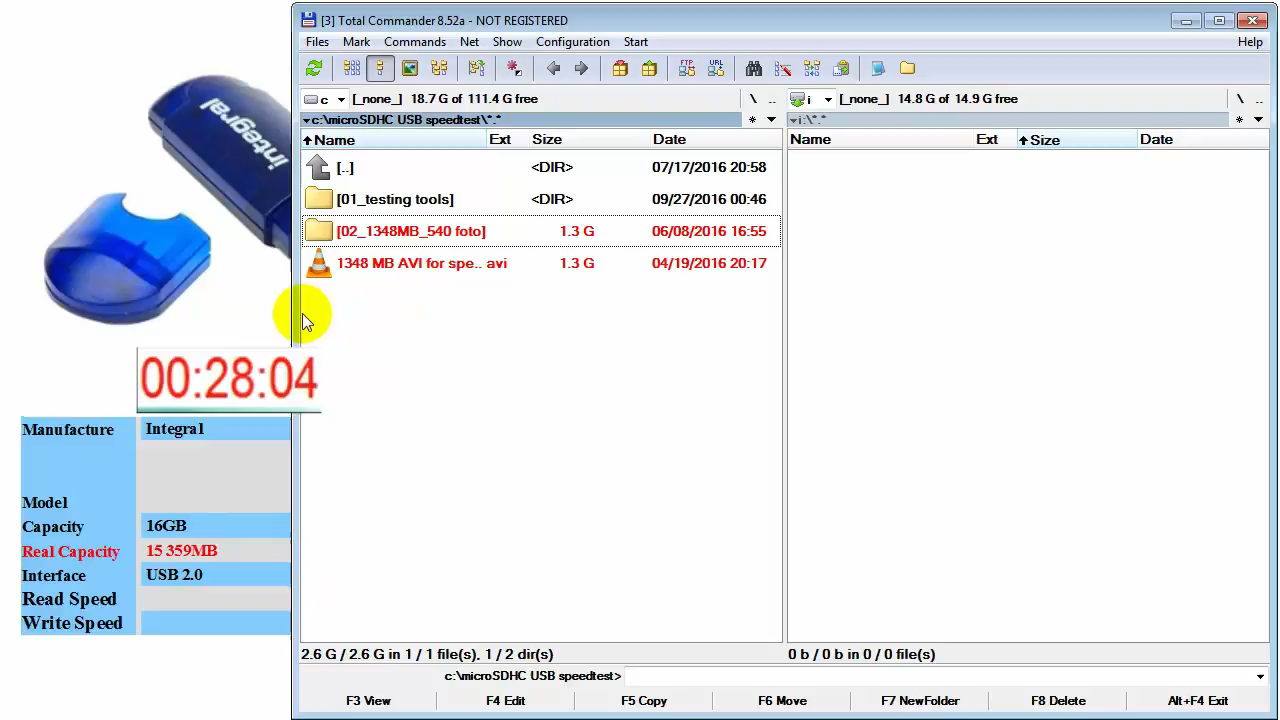 [3] Total Commander 8.52a - NOT REGISTERED
Files Mark Commands Net Show Configuration Start Help
FTP URL
c [_none_] 18.7 G of 111.4 G free \ ..
i [_none_] 14.8 G of 14.9 G free \ ..
c:\microSDHC USB speedtest\*.* *
i:\*.* *
Name Ext Size Date
Name Ext Size Date
[..] <DIR> 07/17/2016 20:58
[01_testing tools] <DIR> 09/27/2016 00:46
[02_1348MB_540 foto] 1.3 G 06/08/2016 16:55
1348 MB AVI for spe.. avi 1.3 G 04/19/2016 20:17
integral
00:28:04
Manufacture Integral
Model
Capacity 16GB
Real Capacity 15 359MB
Interface USB 2.0
Read Speed
Write Speed
2.6 G / 2.6 G in 1 / 1 file(s), 1 / 2 dir(s)
0 b / 0 b in 0 / 0 file(s)
c:\microSDHC USB speedtest>
F3 View F4 Edit F5 Copy F6 Move F7 NewFolder F8 Delete Alt+F4 Exit